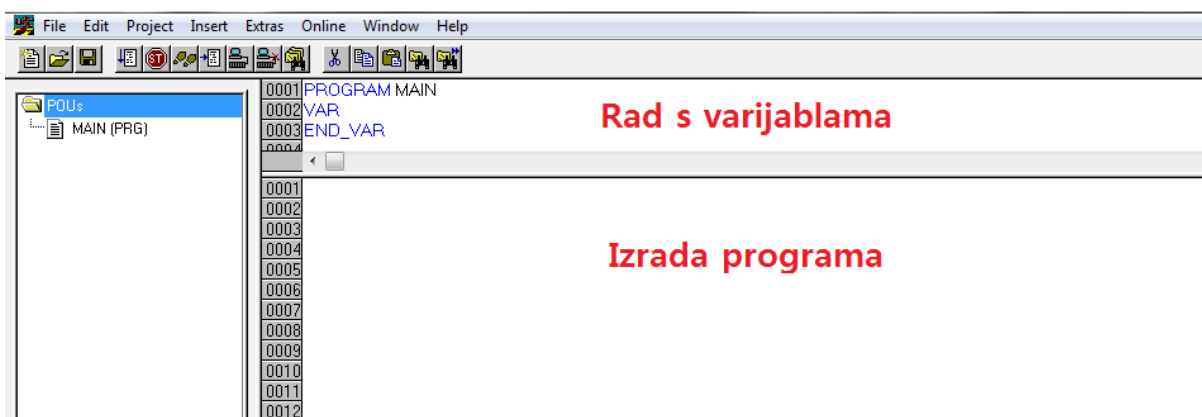 File Edit Project Insert Extras Online Window Help
POUs
MAIN (PRG)
0001 PROGRAM MAIN
0002 VAR
0003 END_VAR
0004
Rad s varijablama
0001
0002
0003
0004
0005
0006
0007
0008
0009
0010
0011
0012
Izrada programa